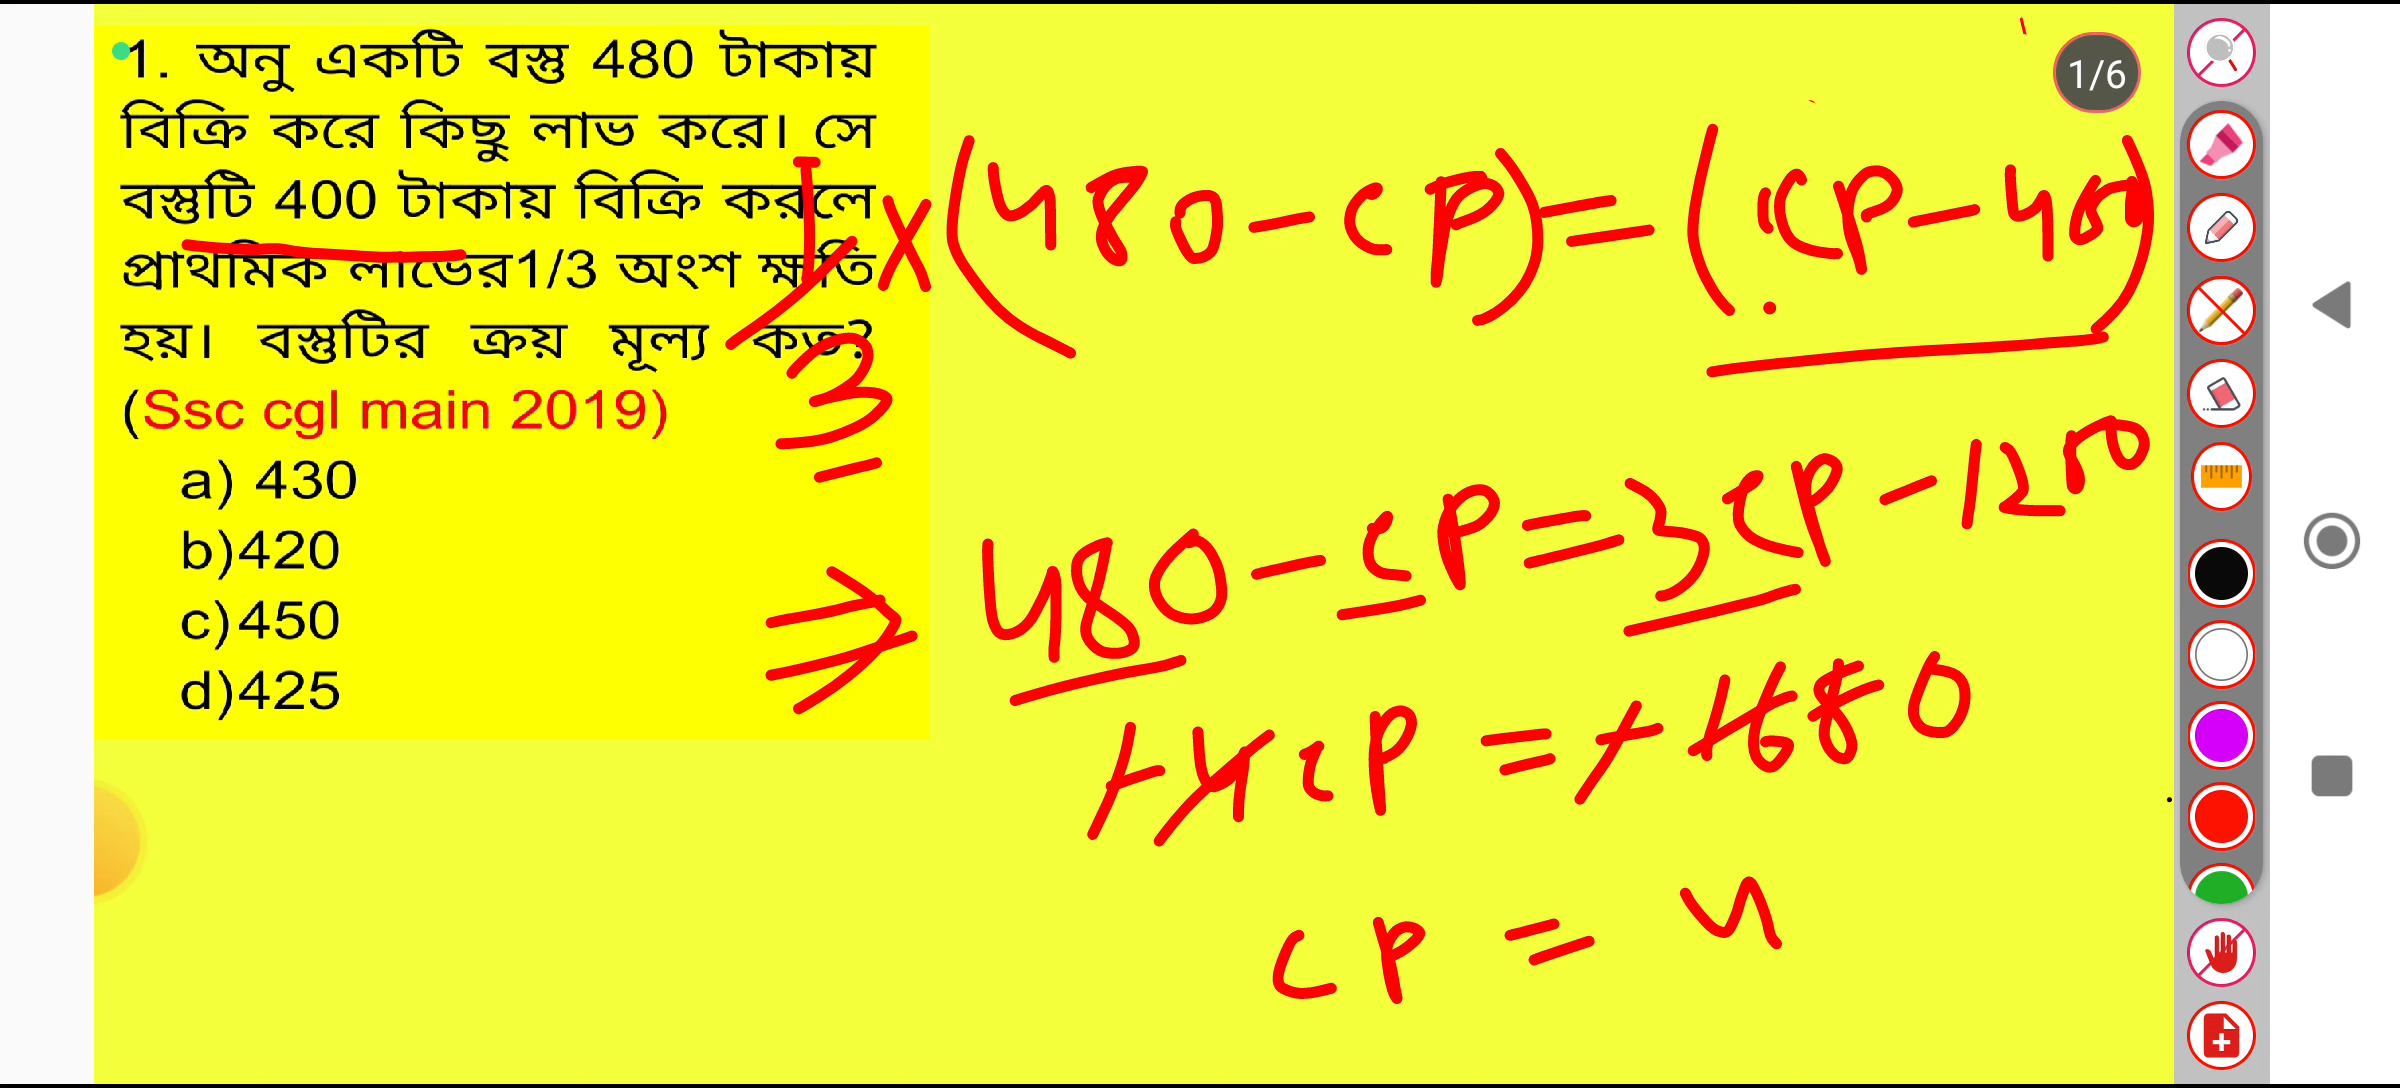 1. অনু একটি বস্তু 480 টাকায়
বিক্রি করে কিছু লাভ করে। সে
বস্তুটি 400 টাকায় বিক্রি করলে
প্রাথমিক লাভের1/3 অংশ ক্ষতি
হয়। বস্তুটির ক্রয় মূল্য কত?
(Ssc cgl main 2019)
a) 430
b)420
c)450
d)425
1/6
1/3 × (480 - CP) = (CP - 400)
⇒ 480 - CP = 3CP - 1200
+4CP = +1680
CP = 4